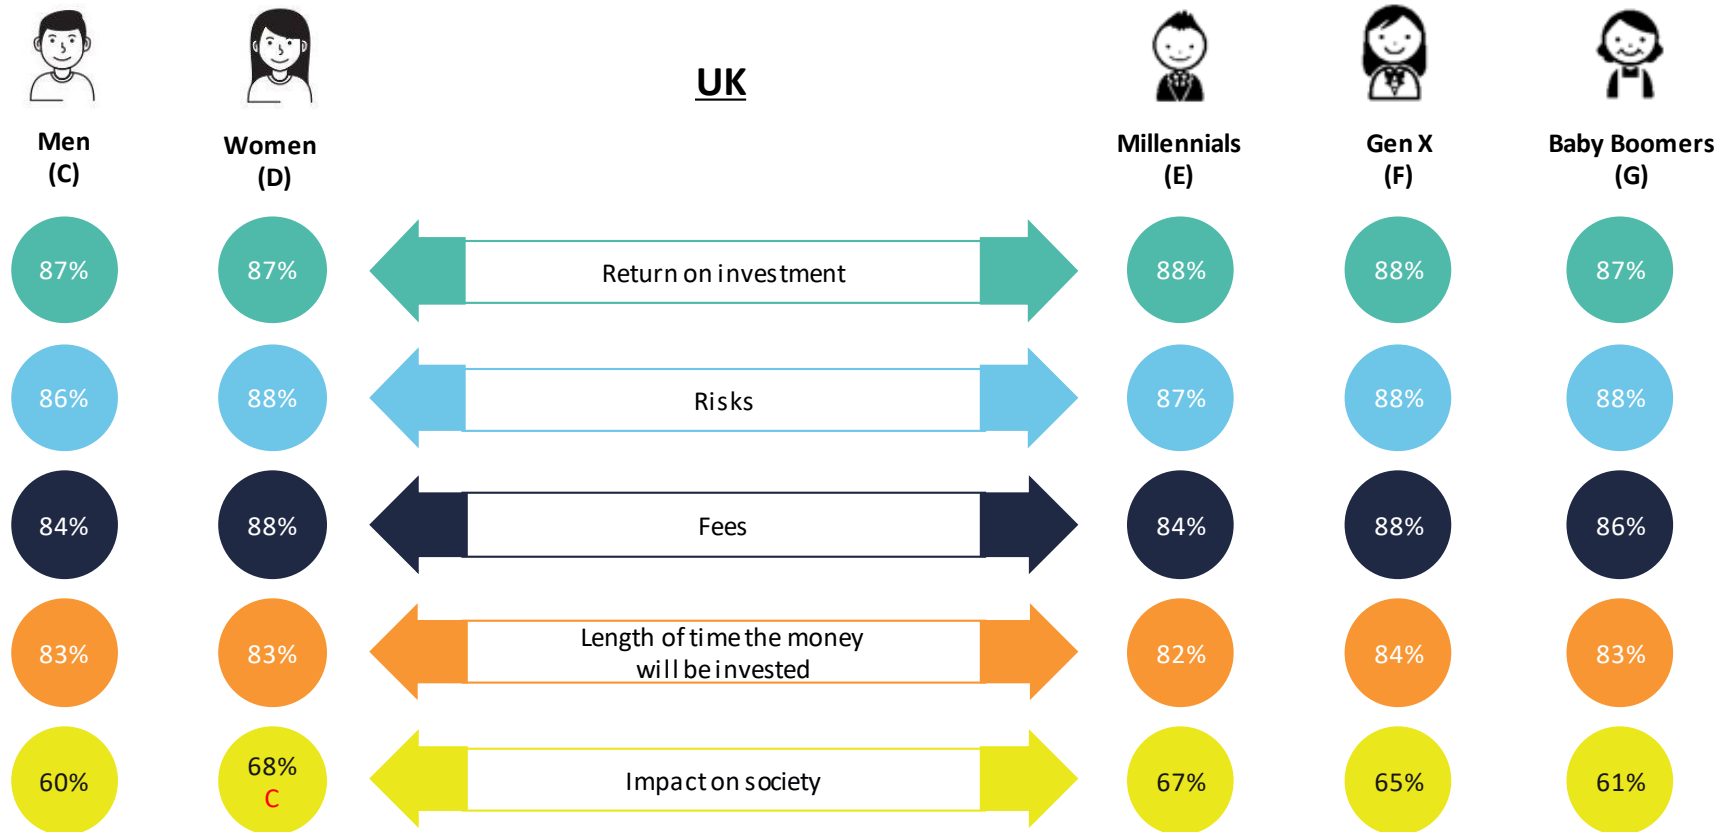 UK
Men
(C)
Women
(D)
Millennials
(E)
Gen X
(F)
Baby Boomers
(G)
87%
87%
Return on investment
88%
88%
87%
86%
88%
Risks
87%
88%
88%
84%
88%
Fees
84%
88%
86%
83%
83%
Length of time the money
will be invested
82%
84%
83%
60%
68%
C
Impact on society
67%
65%
61%